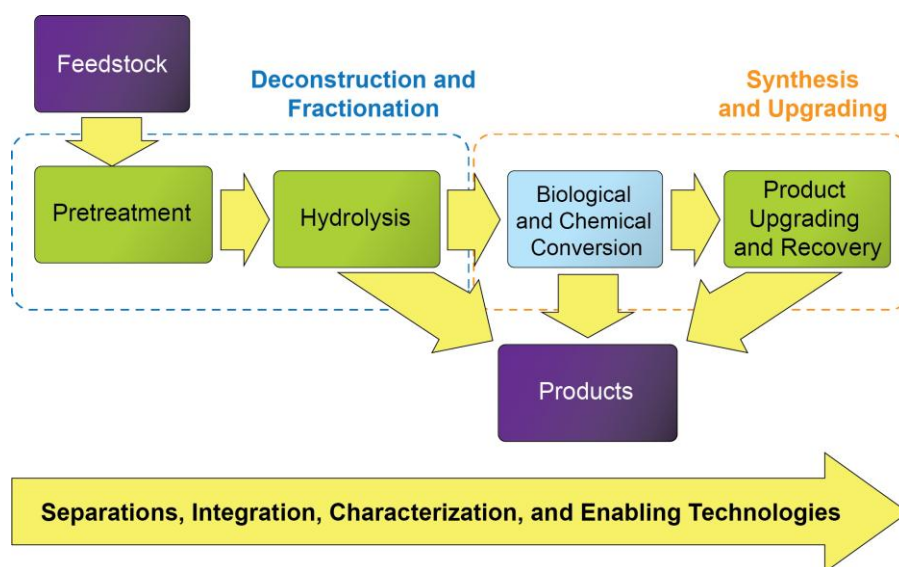 Feedstock
Deconstruction and
Fractionation
Synthesis
and Upgrading
Pretreatment
Hydrolysis
Biological
and Chemical
Conversion
Product
Upgrading
and Recovery
Products
Separations, Integration, Characterization, and Enabling Technologies